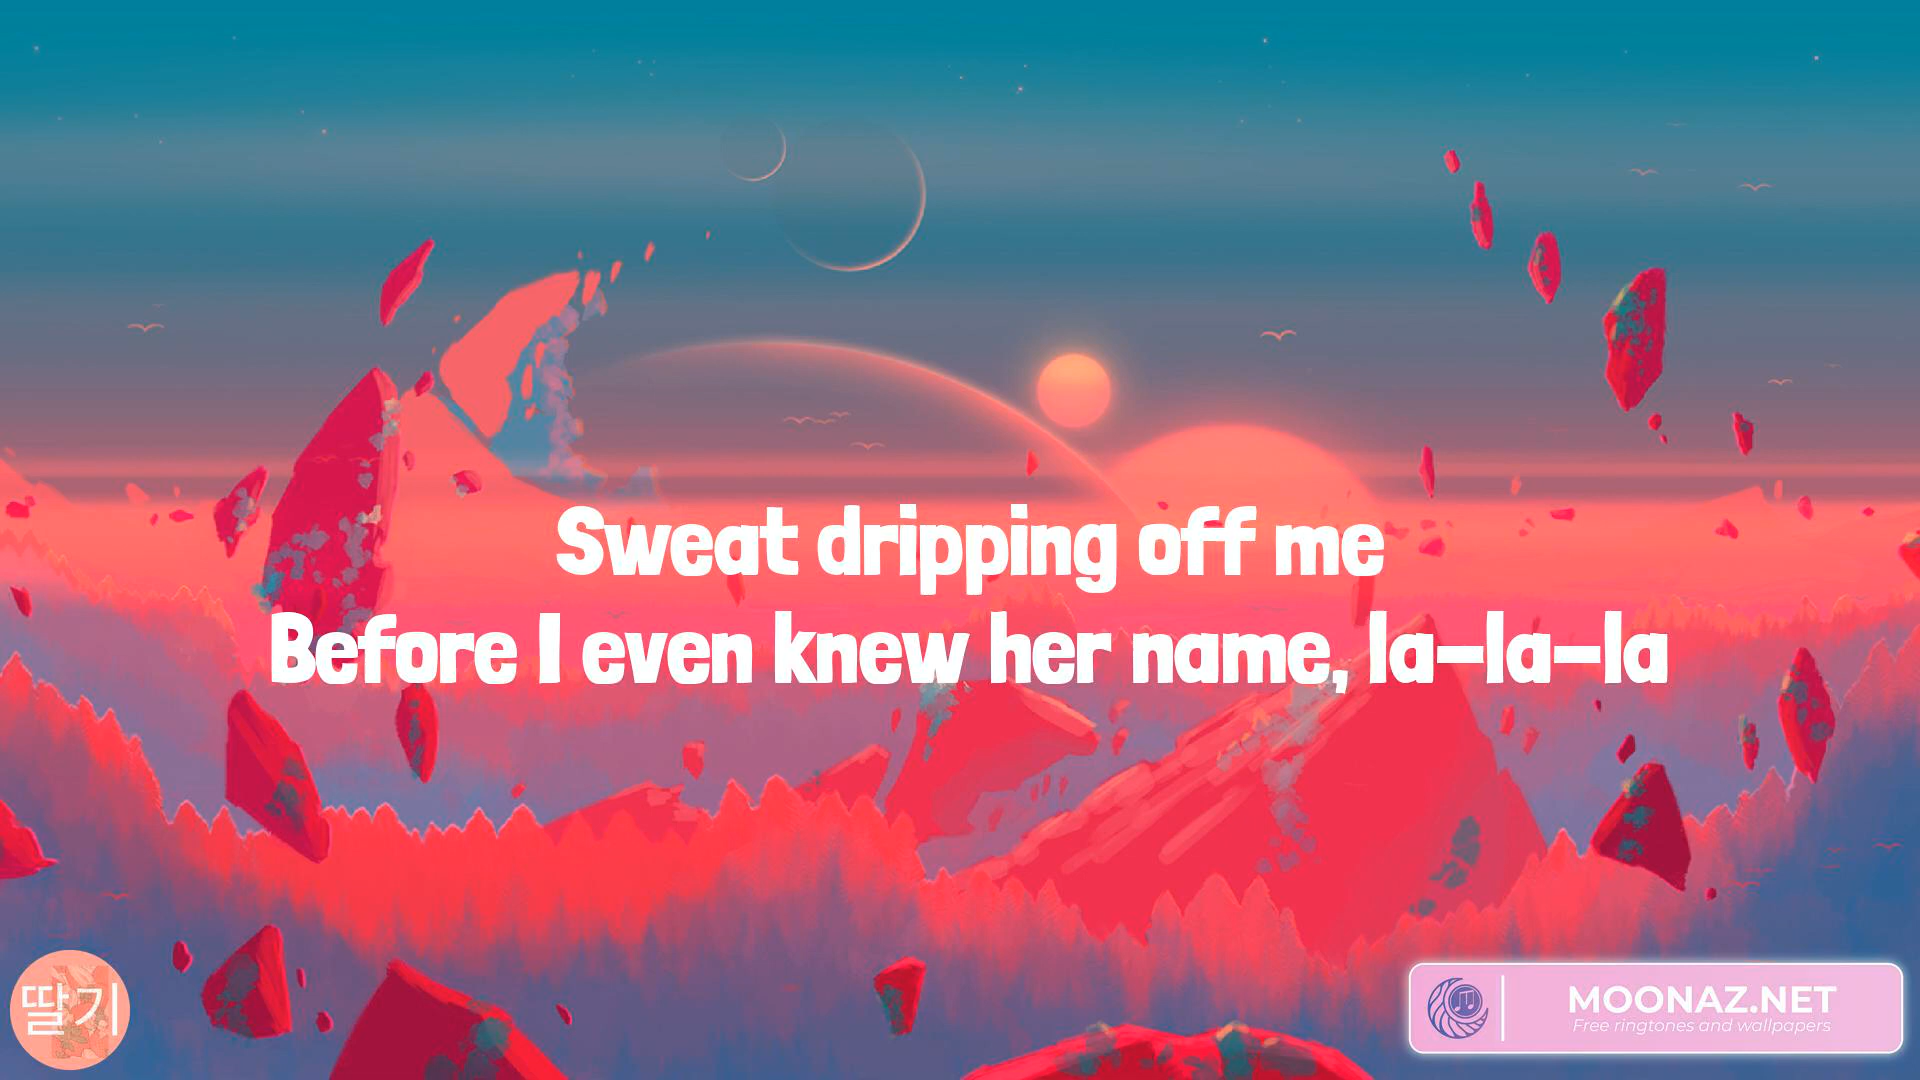 Sweat dripping off me
Before I even knew her name, la-la-la
딸기
MOONAZ.NET
Free ringtones and wallpapers